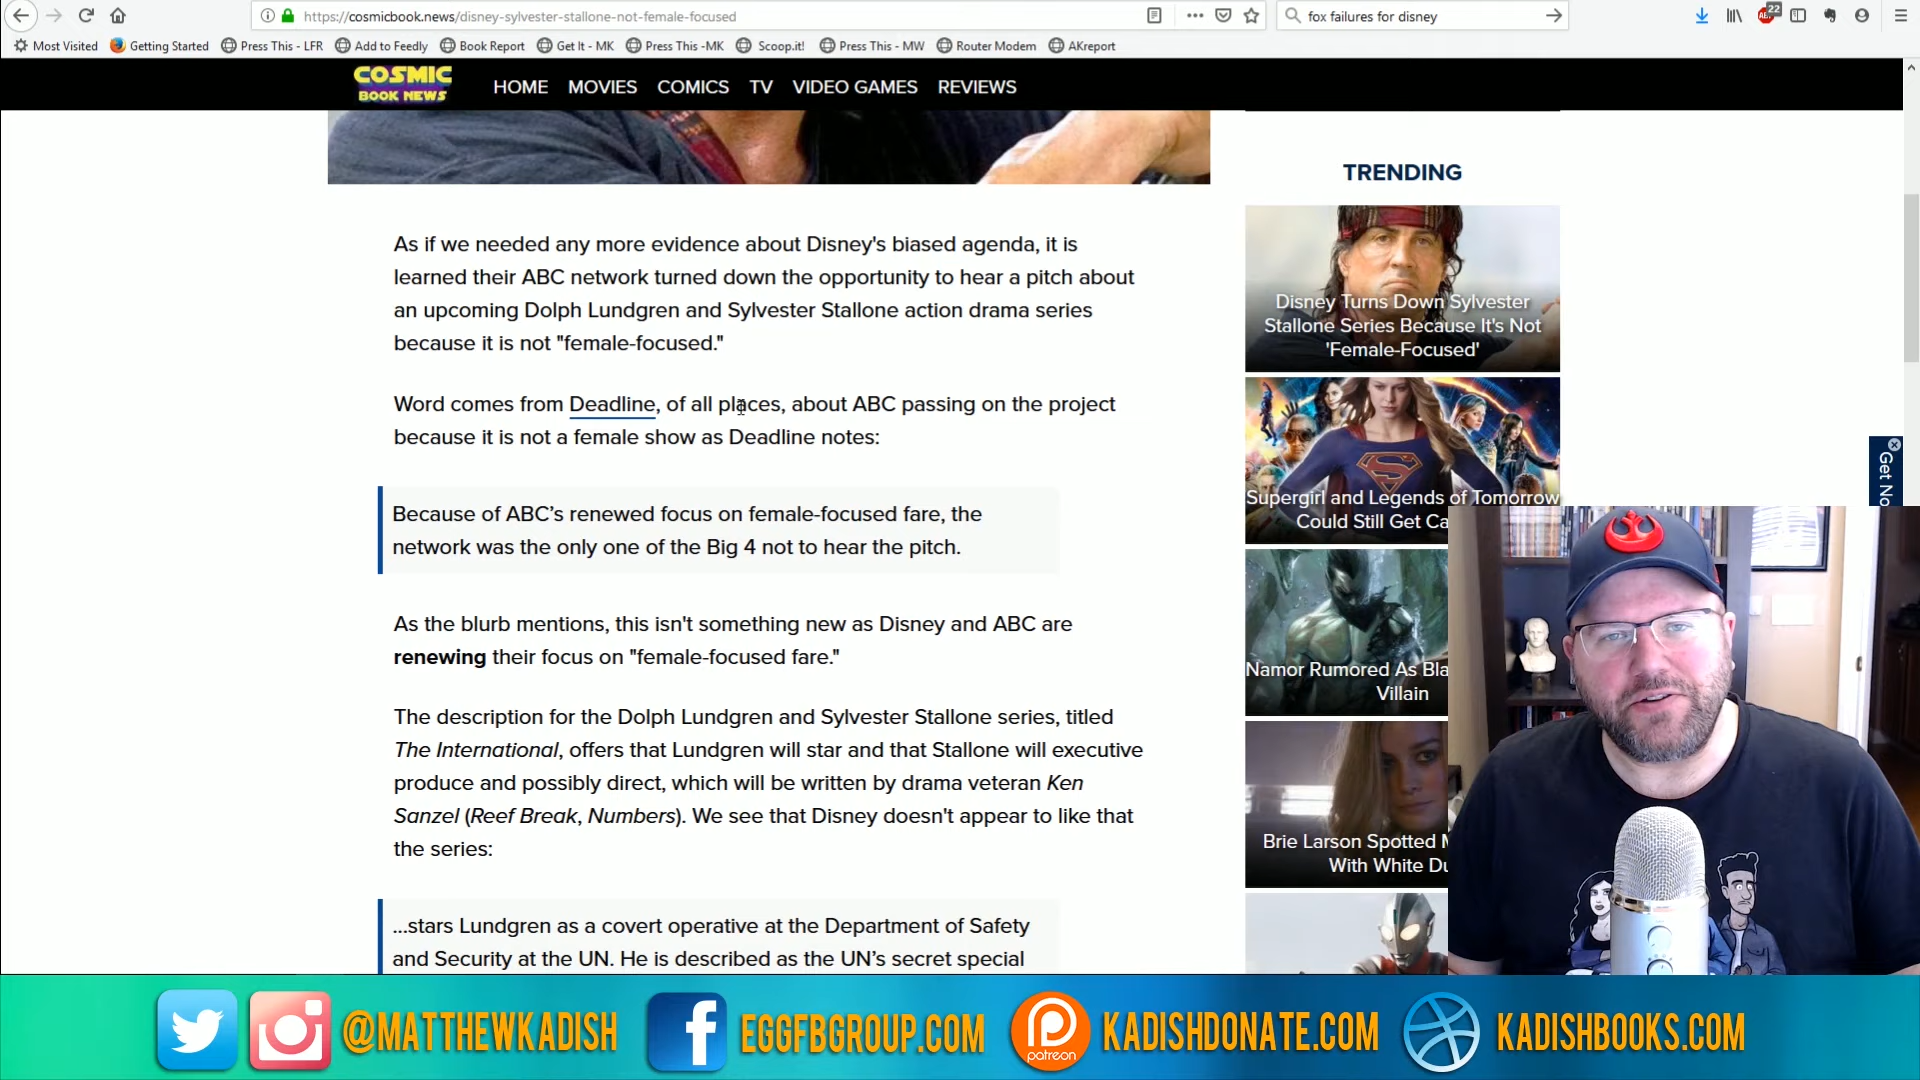 https://cosmicbook.news/disney-sylvester-stallone-not-female-focused
fox failures for disney
22
Most Visited
Getting Started
Press This - LFR
Add to Feedly
Book Report
Get It - MK
Press This -MK
Scoop.it!
Press This - MW
Router Modem
AKreport
COSMIC
BOOK NEWS
HOME
MOVIES
COMICS
TV
VIDEO GAMES
REVIEWS
As if we needed any more evidence about Disney's biased agenda, it is
learned their ABC network turned down the opportunity to hear a pitch about
an upcoming Dolph Lundgren and Sylvester Stallone action drama series
because it is not "female-focused."
Word comes from Deadline, of all places, about ABC passing on the project
because it is not a female show as Deadline notes:
Because of ABC’s renewed focus on female-focused fare, the
network was the only one of the Big 4 not to hear the pitch.
As the blurb mentions, this isn't something new as Disney and ABC are
renewing their focus on "female-focused fare."
The description for the Dolph Lundgren and Sylvester Stallone series, titled
The International, offers that Lundgren will star and that Stallone will executive
produce and possibly direct, which will be written by drama veteran Ken
Sanzel (Reef Break, Numbers). We see that Disney doesn't appear to like that
the series:
...stars Lundgren as a covert operative at the Department of Safety
and Security at the UN. He is described as the UN’s secret special
TRENDING
Disney Turns Down Sylvester
Stallone Series Because It's Not
'Female-Focused'
Supergirl and Legends of Tomorrow
Could Still Get Ca
Namor Rumored As Bla
Villain
Brie Larson Spotted M
With White Du
Get No
@MATTHEWKADISH
EGGFBGROUP.COM
patreon
KADISHDONATE.COM
KADISHBOOKS.COM